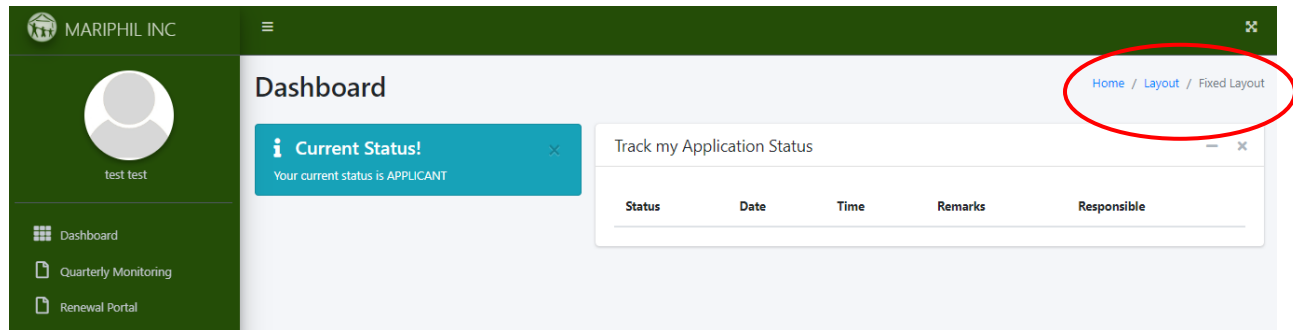 MARIPHIL INC
test test
Dashboard
Quarterly Monitoring
Renewal Portal
Dashboard
Home / Layout / Fixed Layout
Current Status!
Your current status is APPLICANT
Track my Application Status
Status Date Time Remarks Responsible